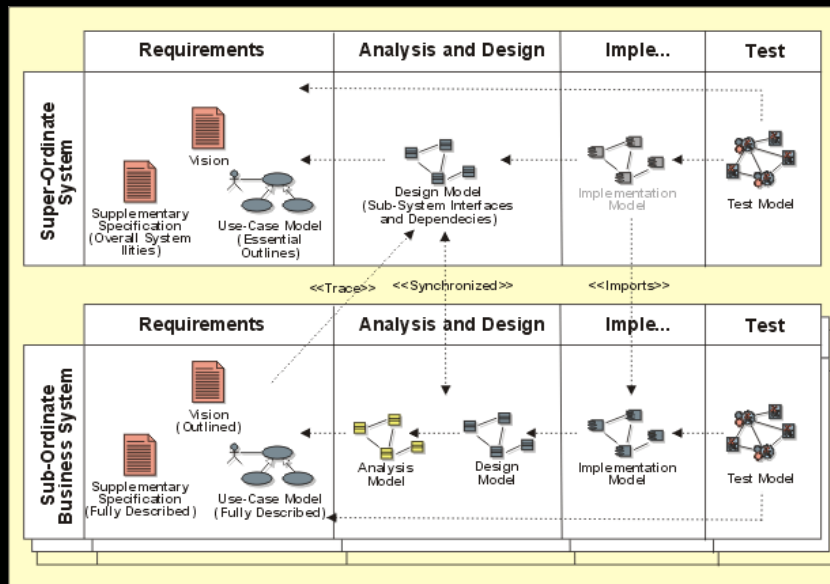 Requirements
Analysis and Design
Imple...
Test
Super-Ordinate
System
Vision
Supplementary
Specification
(Overall System
Ilities)
Use-Case Model
(Essential
Outlines)
Design Model
(Sub-System Interfaces
and Dependecies)
Implementation
Model
Test Model
<<Trace>>
<<Synchronized>>
<<Imports>>
Requirements
Analysis and Design
Imple...
Test
Sub-Ordinate
Business System
Vision
(Outlined)
Supplementary
Specification
(Fully Described)
Use-Case Model
(Fully Described)
Analysis
Model
Design
Model
Implementation
Model
Test Model